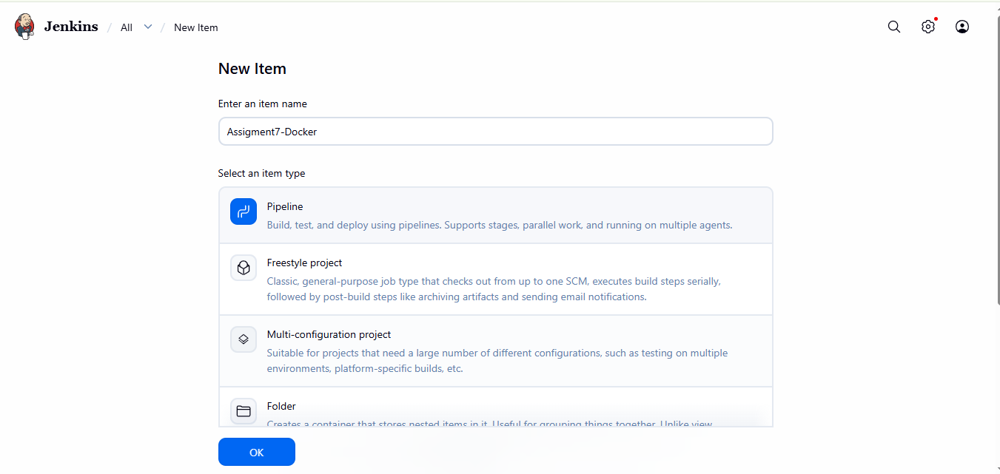 Jenkins / All / New Item
New Item
Enter an item name
Assigment7-Docker
Select an item type
Pipeline
Build, test, and deploy using pipelines. Supports stages, parallel work, and running on multiple agents.
Freestyle project
Classic, general-purpose job type that checks out from up to one SCM, executes build steps serially,
followed by post-build steps like archiving artifacts and sending email notifications.
Multi-configuration project
Suitable for projects that need a large number of different configurations, such as testing on multiple
environments, platform-specific builds, etc.
Folder
Creates a container that stores nested items in it. Useful for grouping things together. Unlike view,
OK